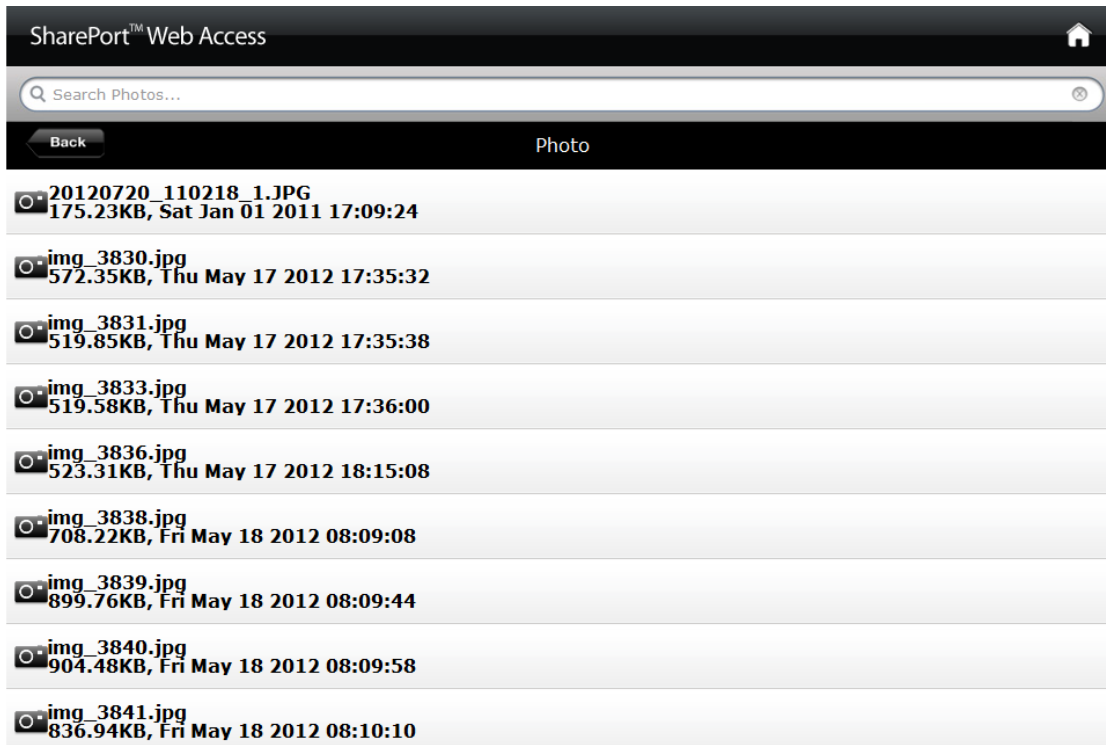 SharePort™ Web Access
Search Photos...
Back
Photo
20120720_110218_1.JPG
175.23KB, Sat Jan 01 2011 17:09:24
img_3830.jpg
572.35KB, Thu May 17 2012 17:35:32
img_3831.jpg
519.85KB, Thu May 17 2012 17:35:38
img_3833.jpg
519.58KB, Thu May 17 2012 17:36:00
img_3836.jpg
523.31KB, Thu May 17 2012 18:15:08
img_3838.jpg
708.22KB, Fri May 18 2012 08:09:08
img_3839.jpg
899.76KB, Fri May 18 2012 08:09:44
img_3840.jpg
904.48KB, Fri May 18 2012 08:09:58
img_3841.jpg
836.94KB, Fri May 18 2012 08:10:10